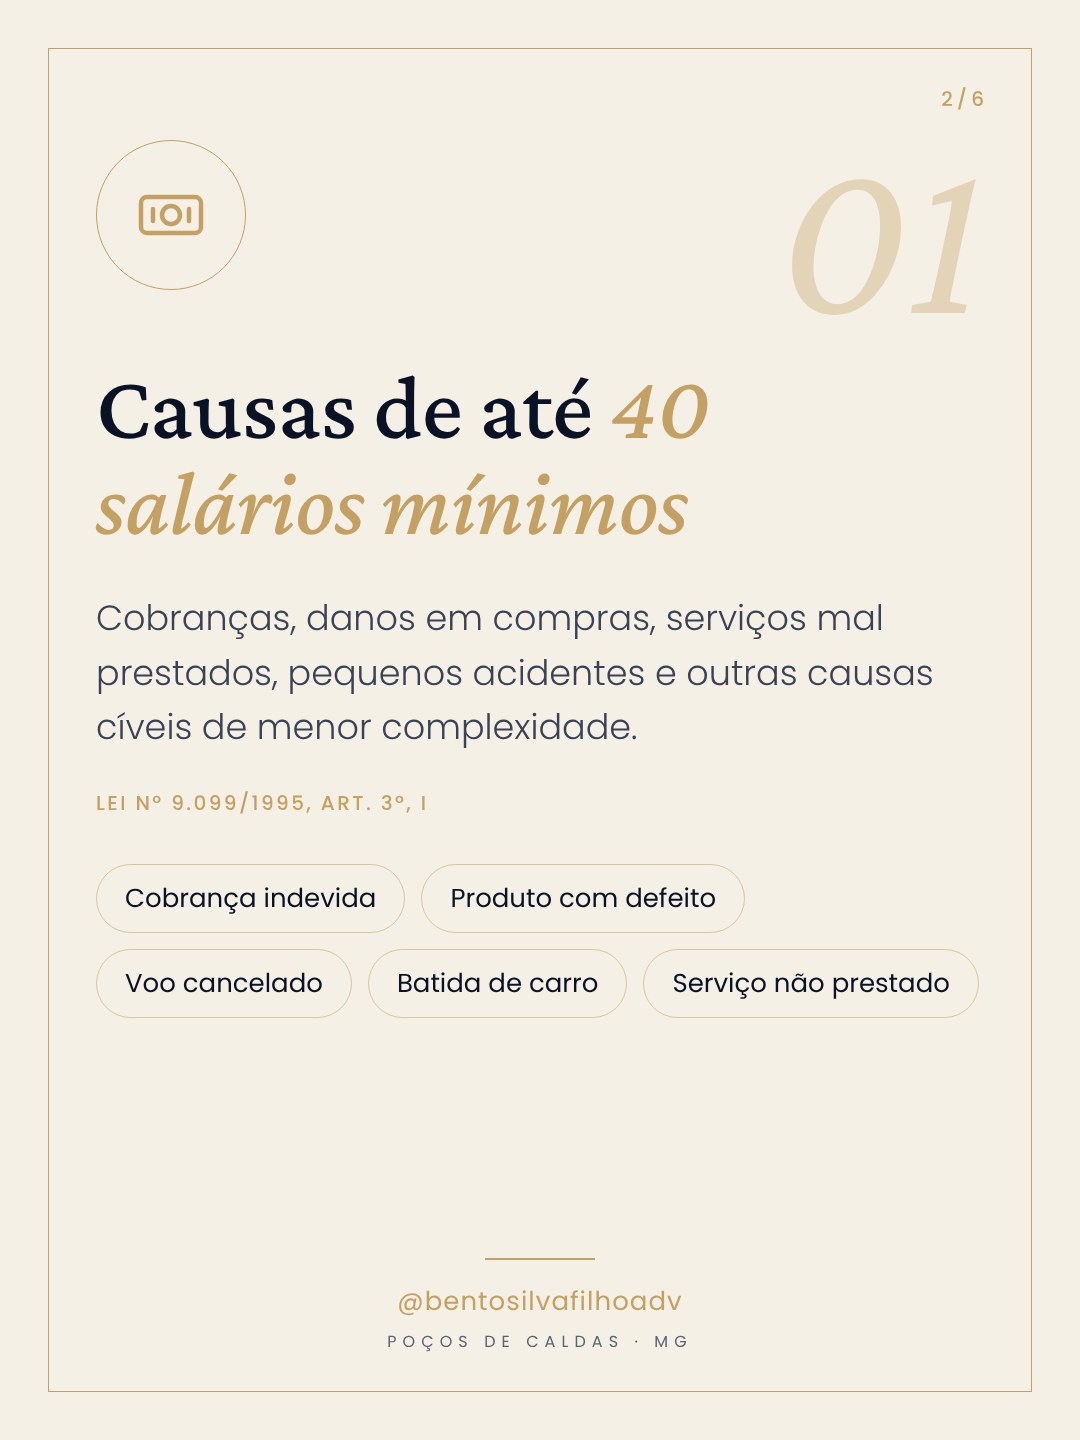 2/6
01
Causas de até 40
salários mínimos
Cobranças, danos em compras, serviços mal
prestados, pequenos acidentes e outras causas
cíveis de menor complexidade.
LEI Nº 9.099/1995, ART. 3º, I
Cobrança indevida
Produto com defeito
Voo cancelado
Batida de carro
Serviço não prestado
@bentosilvafilhoadv
POÇOS DE CALDAS · MG